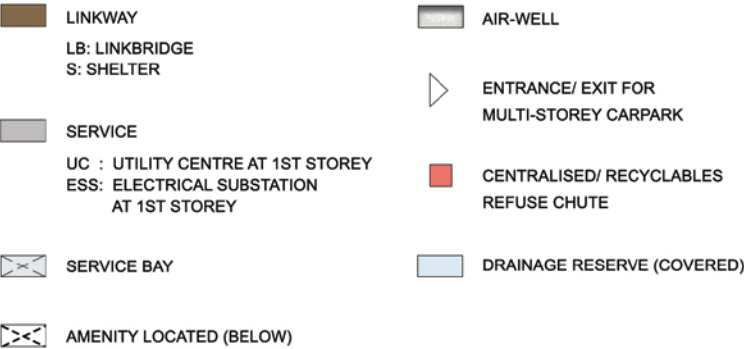 LINKWAY
LB: LINKBRIDGE
S: SHELTER
SERVICE
UC : UTILITY CENTRE AT 1ST STOREY
ESS: ELECTRICAL SUBSTATION
AT 1ST STOREY
SERVICE BAY
AMENITY LOCATED (BELOW)
AIR-WELL
ENTRANCE/ EXIT FOR
MULTI-STOREY CARPARK
CENTRALISED/ RECYCLABLES
REFUSE CHUTE
DRAINAGE RESERVE (COVERED)